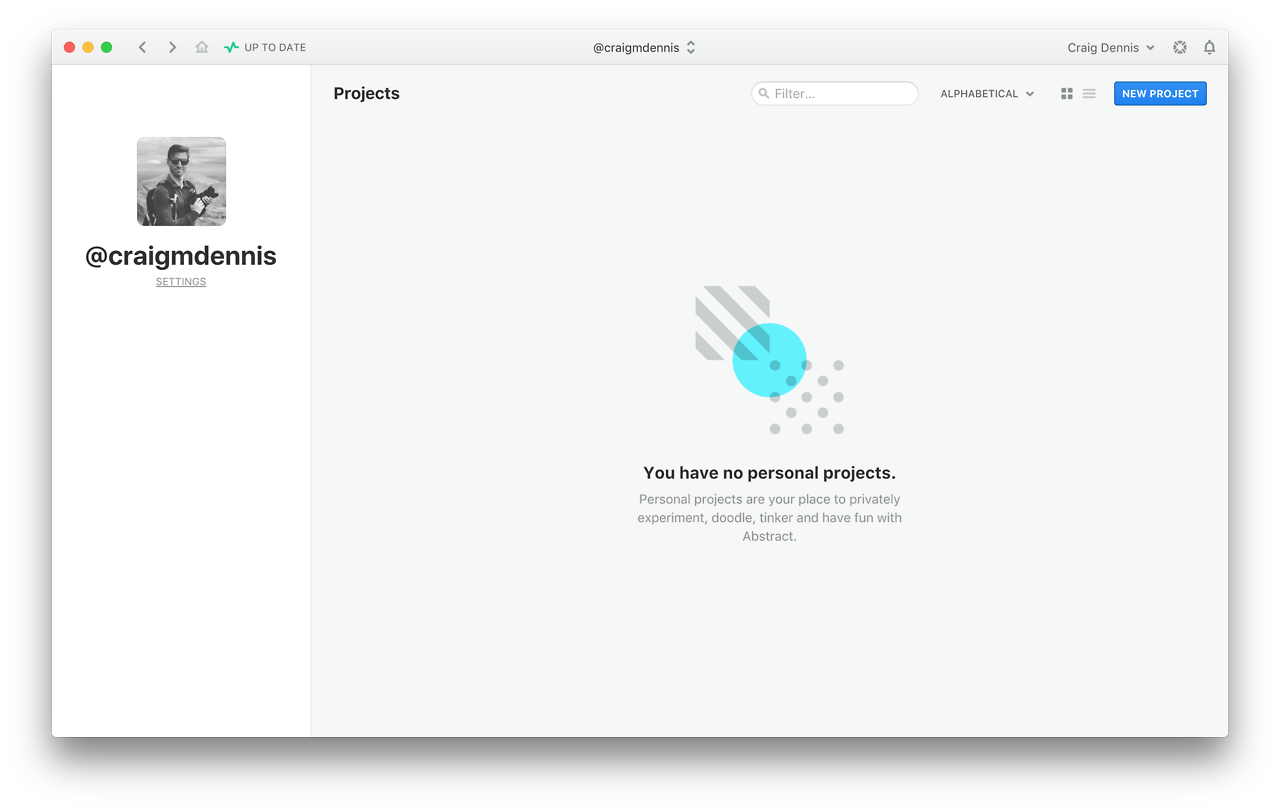 UP TO DATE
@craigmdennis
Craig Dennis
Projects
Filter...
ALPHABETICAL
NEW PROJECT
@craigmdennis
SETTINGS
You have no personal projects.
Personal projects are your place to privately
experiment, doodle, tinker and have fun with
Abstract.